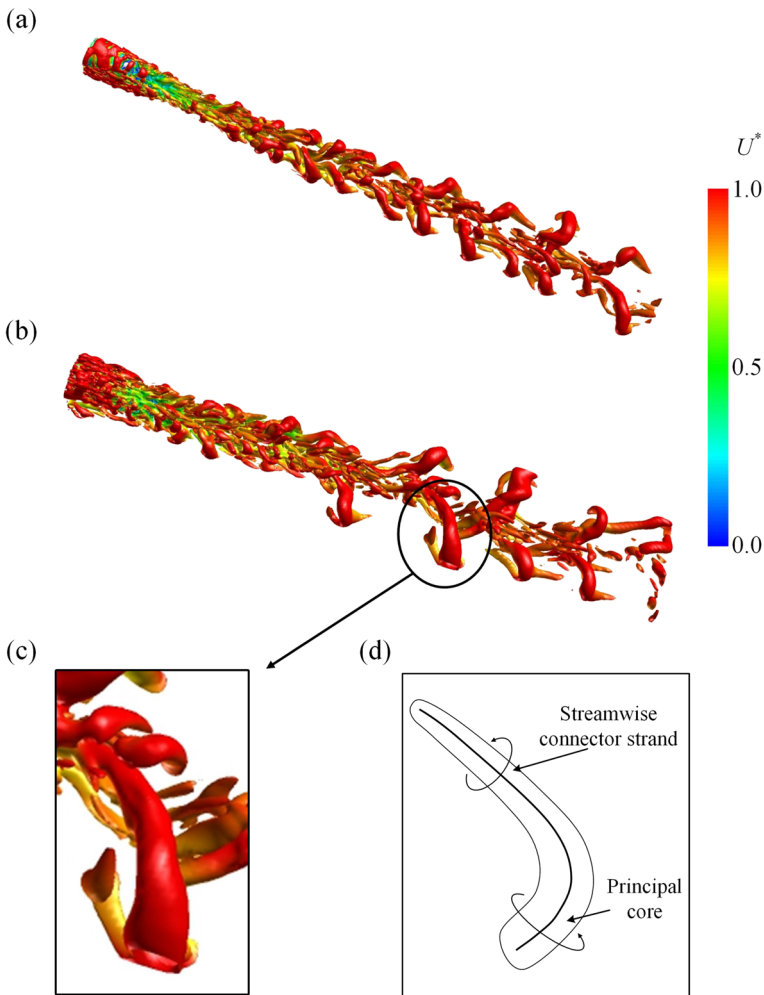 (a)
U*
1.0
(b)
0.5
0.0
(c)
(d)
Streamwise
connector strand
Principal
core